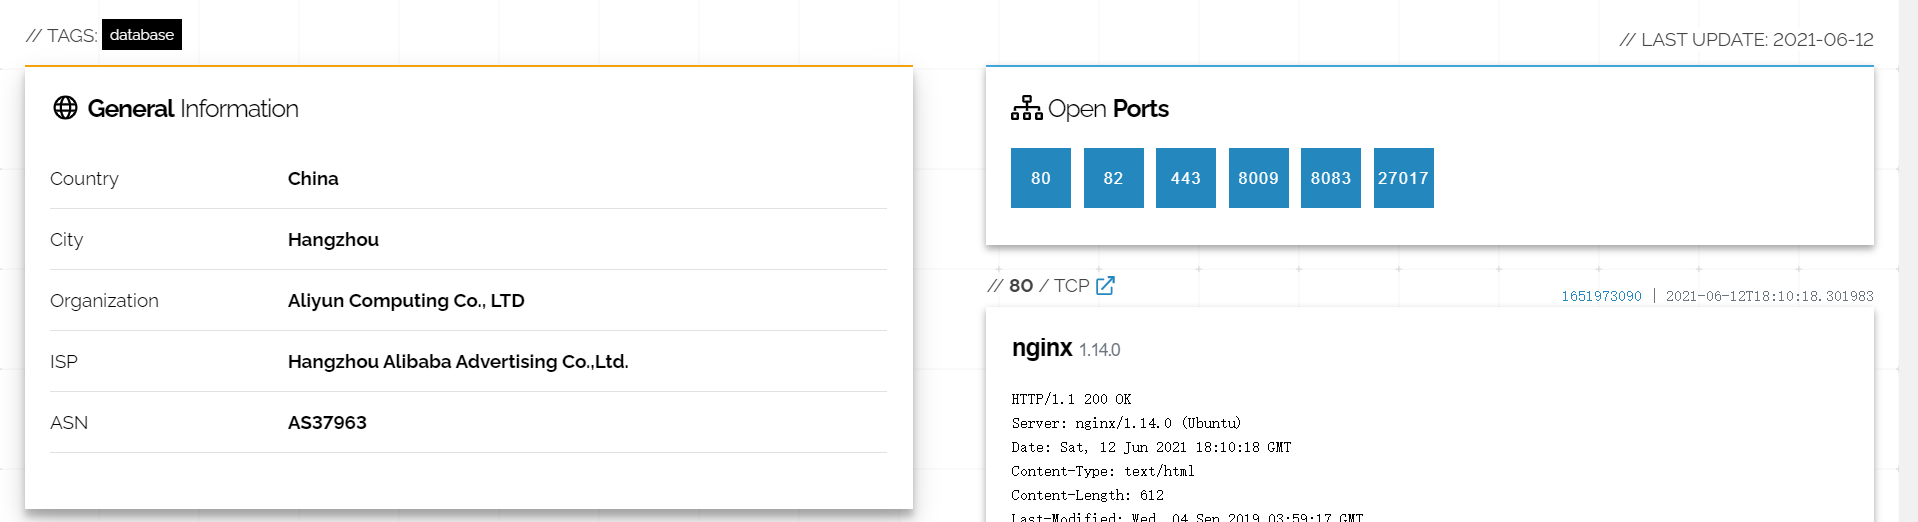 // TAGS: database
// LAST UPDATE: 2021-06-12
General Information
Country China
City Hangzhou
Organization Aliyun Computing Co., LTD
ISP Hangzhou Alibaba Advertising Co.,Ltd.
ASN AS37963
Open Ports
80 82 443 8009 8083 27017
// 80 / TCP
1651973090 | 2021-06-12T18:10:18.301983
nginx 1.14.0
HTTP/1.1 200 OK
Server: nginx/1.14.0 (Ubuntu)
Date: Sat, 12 Jun 2021 18:10:18 GMT
Content-Type: text/html
Content-Length: 612
Last-Modified: Wed, 04 Sep 2019 03:59:17 GMT